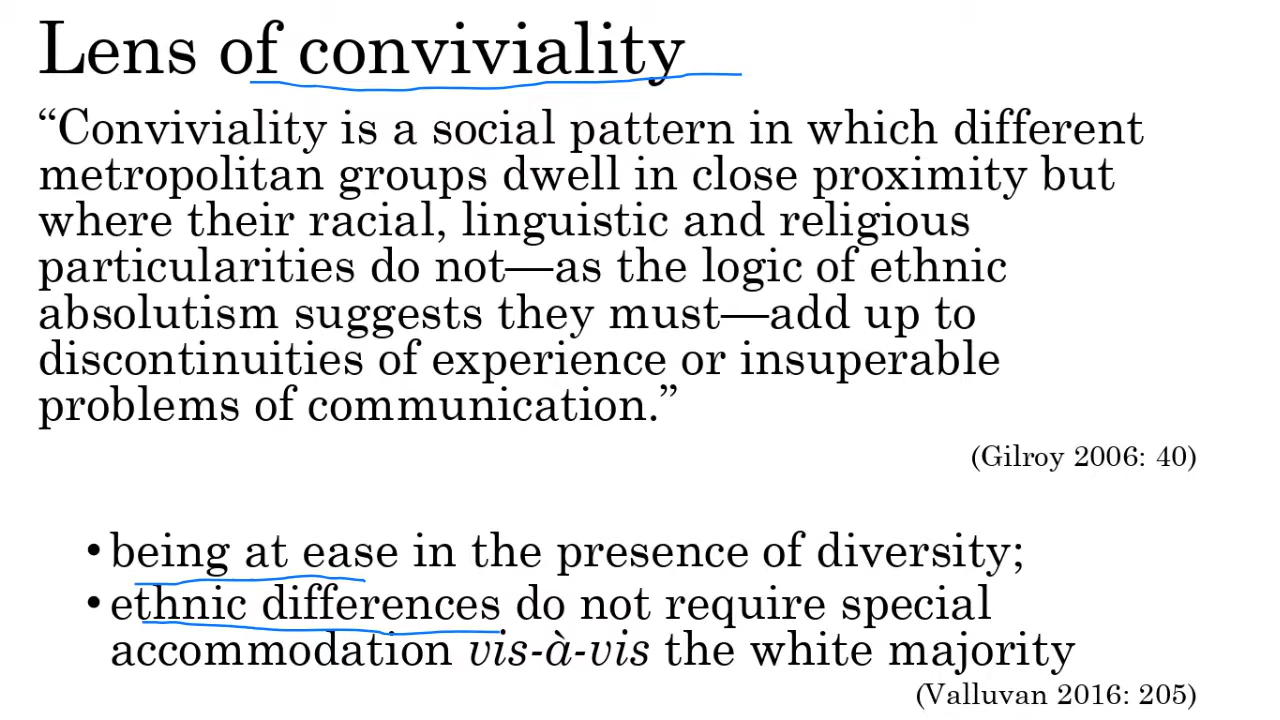 Lens of conviviality
“Conviviality is a social pattern in which different
metropolitan groups dwell in close proximity but
where their racial, linguistic and religious
particularities do not—as the logic of ethnic
absolutism suggests they must—add up to
discontinuities of experience or insuperable
problems of communication.”
(Gilroy 2006: 40)
• being at ease in the presence of diversity;
• ethnic differences do not require special
accommodation vis-à-vis the white majority
(Valluvan 2016: 205)